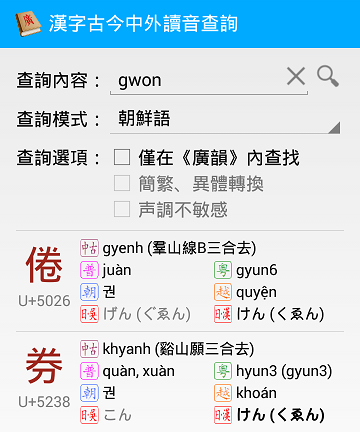 廣 漢字古今中外讀音查詢
查詢內容： gwon
查詢模式： 朝鮮語
查詢選項： 僅在《廣韻》內查找
簡繁、異體轉換
声調不敏感
倦
U+5026
中古 gyenh (羣山線B三合去)
普 juàn 粤 gyun6
朝 권 越 quyện
日吳 げん (ぐゑん) 日漢 けん (くゑん)
券
U+5238
中古 khyanh (谿山願三合去)
普 quàn, xuàn 粤 hyun3 (gyun3)
朝 권 越 khoán
日吳 こん 日漢 けん (くゑん)